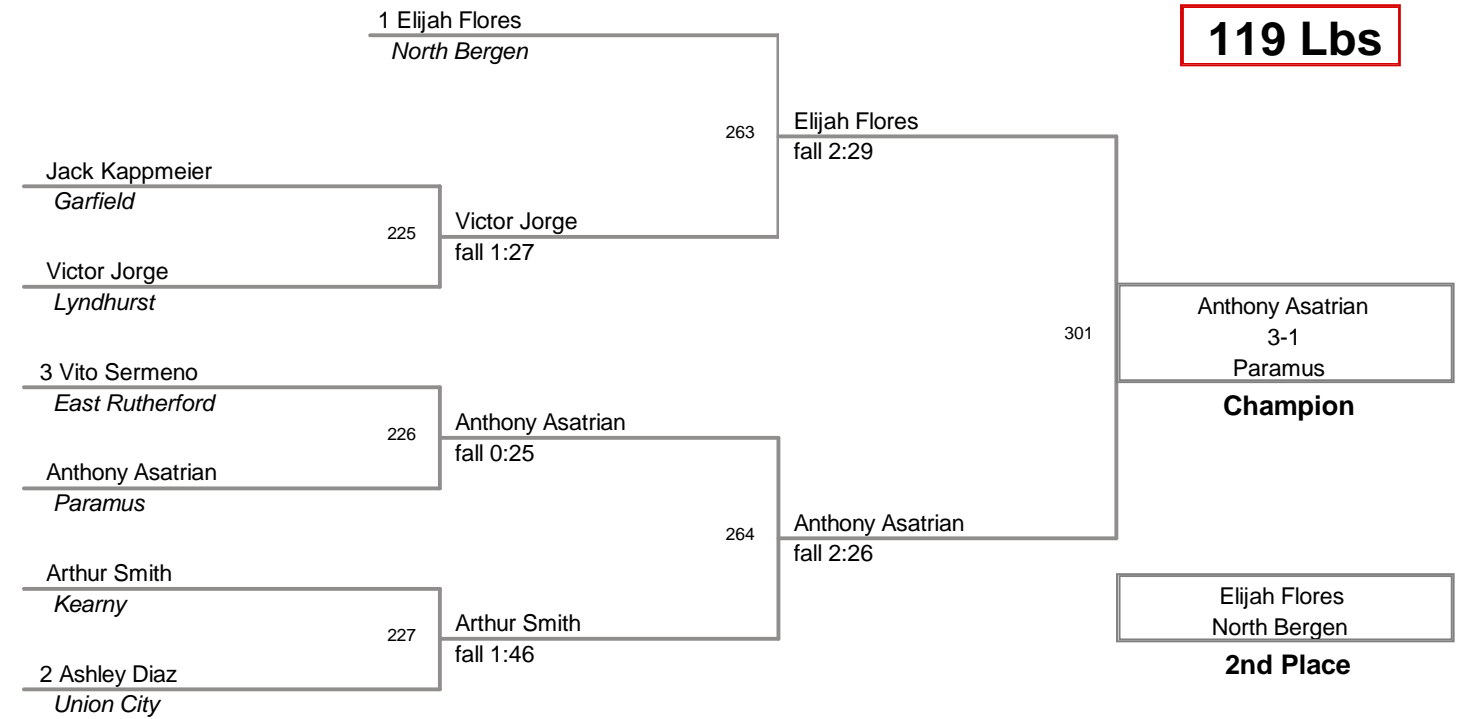 1 Elijah Flores
North Bergen
119 Lbs
263
Elijah Flores
fall 2:29
Jack Kappmeier
Garfield
225
Victor Jorge
fall 1:27
Victor Jorge
Lyndhurst
301
Anthony Asatrian
3-1
Paramus
Champion
3 Vito Sermeno
East Rutherford
226
Anthony Asatrian
fall 0:25
Anthony Asatrian
Paramus
264
Anthony Asatrian
fall 2:26
Arthur Smith
Kearny
227
Arthur Smith
fall 1:46
2 Ashley Diaz
Union City
Elijah Flores
North Bergen
2nd Place